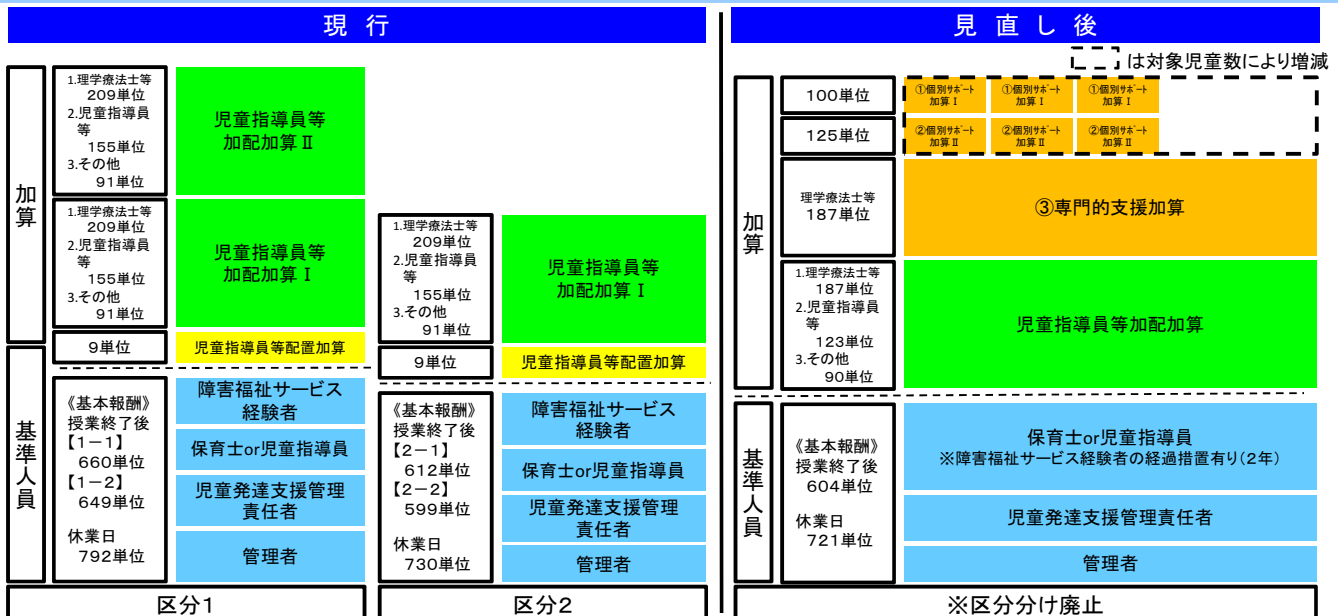 現 行
加算
1.理学療法士等
209単位
2.児童指導員
等
155単位
3.その他
91単位
児童指導員等
加配加算Ⅱ
1.理学療法士等
209単位
2.児童指導員
等
155単位
3.その他
91単位
児童指導員等
加配加算Ⅰ
9単位
児童指導員等配置加算
基準人員
《基本報酬》
授業終了後
【1-1】
660単位
【1-2】
649単位
休業日
792単位
障害福祉サービス
経験者
保育士or児童指導員
児童発達支援管理
責任者
管理者
区分1
1.理学療法士等
209単位
2.児童指導員
等
155単位
3.その他
91単位
児童指導員等
加配加算Ⅰ
9単位
児童指導員等配置加算
《基本報酬》
授業終了後
【2-1】
612単位
【2-2】
599単位
休業日
730単位
障害福祉サービス
経験者
保育士or児童指導員
児童発達支援管理
責任者
管理者
区分2
見 直 し 後
は対象児童数により増減
加算
100単位
①個別サポート
加算Ⅰ
①個別サポート
加算Ⅰ
①個別サポート
加算Ⅰ
125単位
②個別サポート
加算Ⅱ
②個別サポート
加算Ⅱ
②個別サポート
加算Ⅱ
理学療法士等
187単位
③専門的支援加算
1.理学療法士等
187単位
2.児童指導員
等
123単位
3.その他
90単位
児童指導員等加配加算
基準人員
《基本報酬》
授業終了後
604単位
休業日
721単位
保育士or児童指導員
※障害福祉サービス経験者の経過措置有り(2年)
児童発達支援管理責任者
管理者
※区分分け廃止